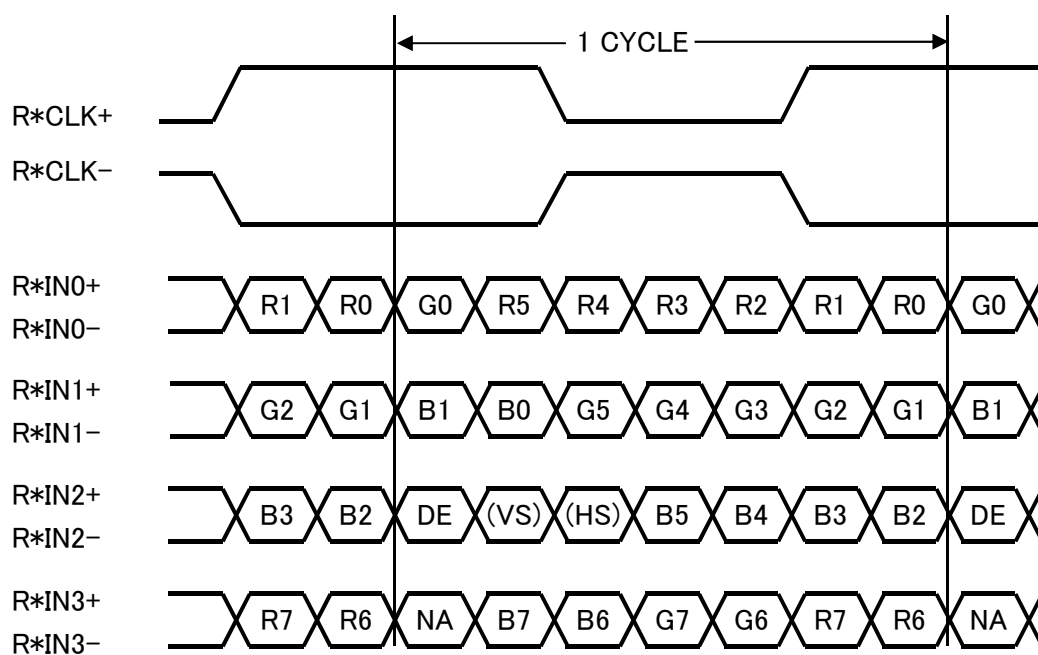 1 CYCLE
R*CLK+
R*CLK−
R*IN0+
R1 R0 G0 R5 R4 R3 R2 R1 R0 G0
R*IN0−
R*IN1+
G2 G1 B1 B0 G5 G4 G3 G2 G1 B1
R*IN1−
R*IN2+
B3 B2 DE (VS) (HS) B5 B4 B3 B2 DE
R*IN2−
R*IN3+
R7 R6 NA B7 B6 G7 G6 R7 R6 NA
R*IN3−